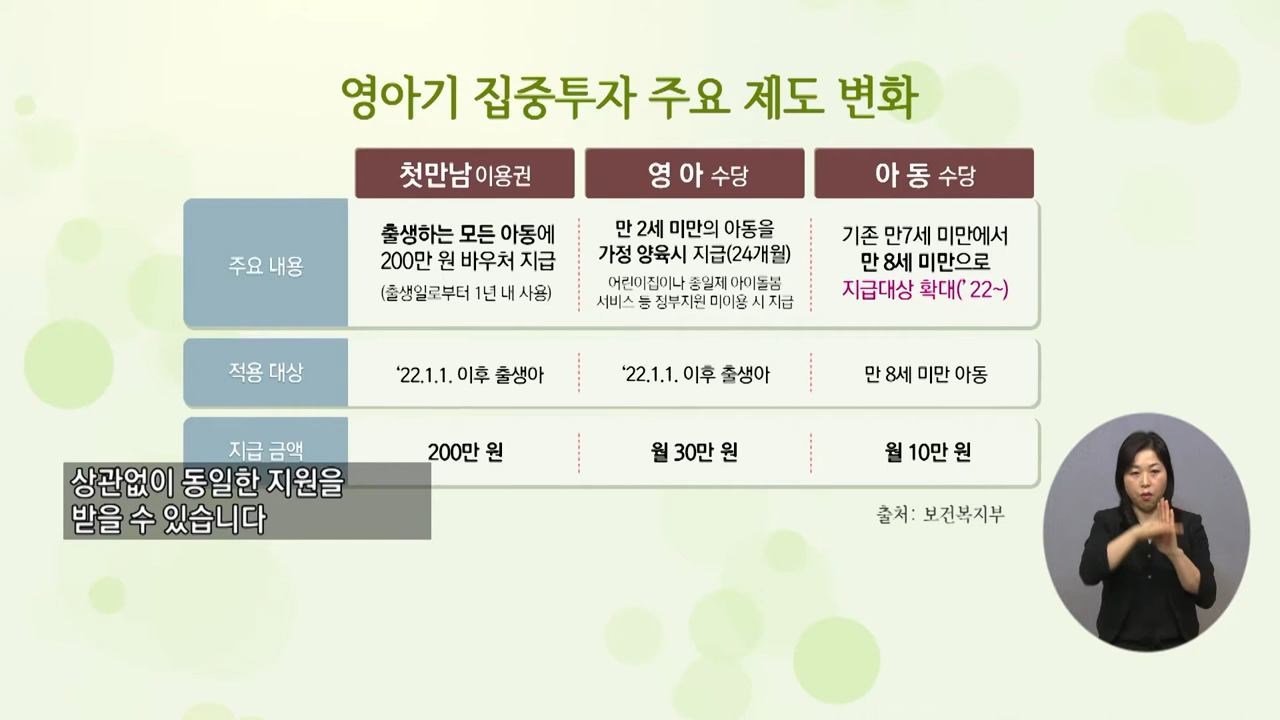 영아기 집중투자 주요 제도 변화
첫만남 이용권
영 아 수당
아 동 수당
주요 내용
출생하는 모든 아동에
200만 원 바우처 지급
(출생일로부터 1년 내 사용)
만 2세 미만의 아동을
가정 양육시 지급(24개월)
어린이집이나 종일제 아이돌봄
서비스 등 정부지원 미이용 시 지급
기존 만7세 미만에서
만 8세 미만으로
지급대상 확대(’22~)
적용 대상
‘22.1.1. 이후 출생아
‘22.1.1. 이후 출생아
만 8세 미만 아동
지급 금액
200만 원
월 30만 원
월 10만 원
상관없이 동일한 지원을
받을 수 있습니다
출처: 보건복지부